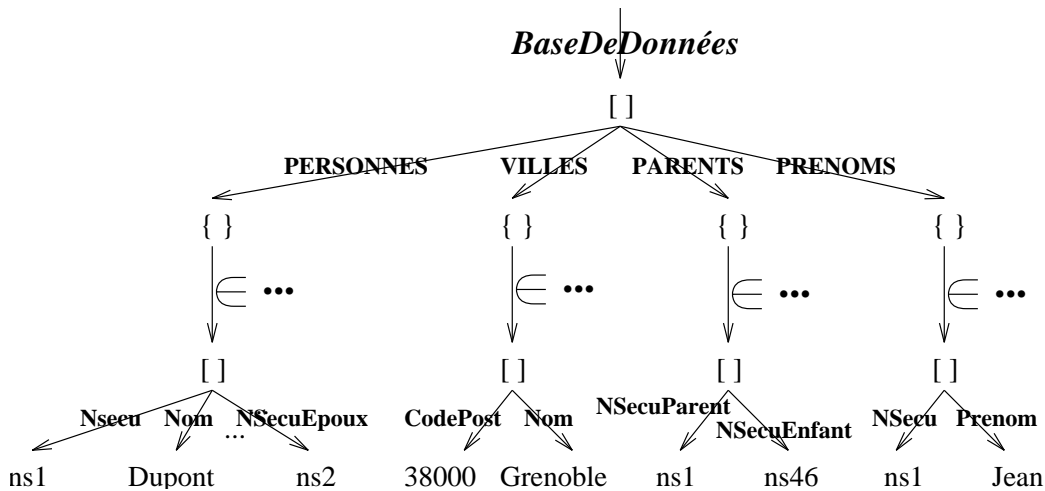 BaseDeDonnées
[ ]
PERSONNES VILLES PARENTS PRENOMS
{ } { } { } { }
∈ ••• ∈ ••• ∈ ••• ∈ •••
[ ] [ ] [ ] [ ]
Nsecu Nom ... NSecuEpoux CodePost Nom NSecuParent NSecuEnfant NSecu Prenom
ns1 Dupont ns2 38000 Grenoble ns1 ns46 ns1 Jean